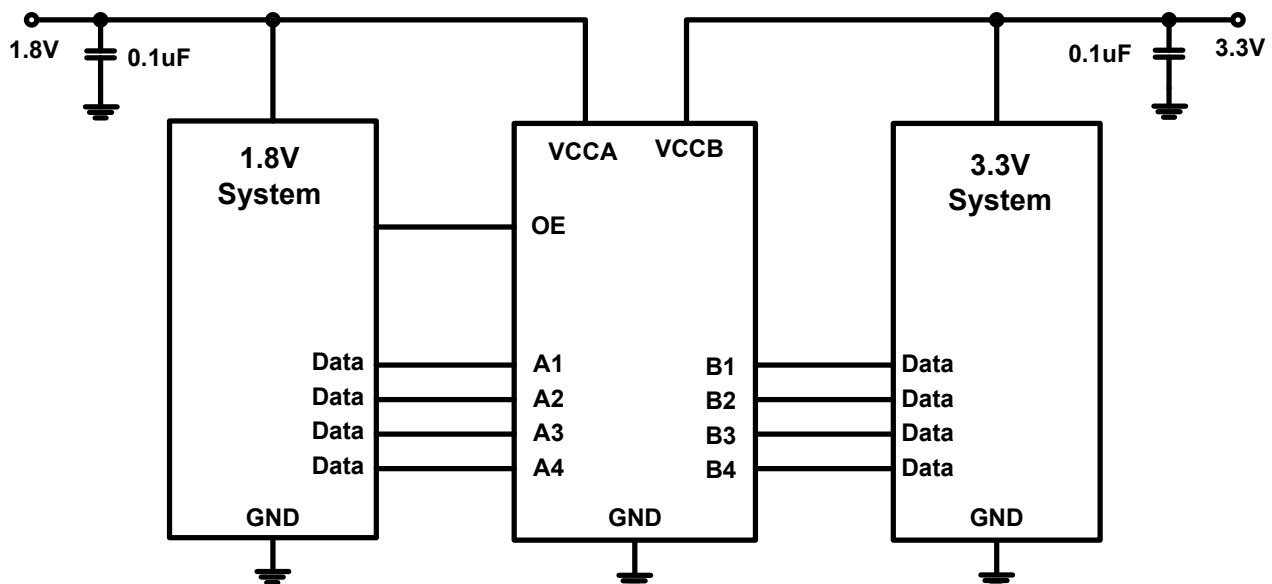 1.8V
0.1uF
0.1uF
3.3V
1.8V
System
VCCA
VCCB
3.3V
System
OE
Data
A1
B1
Data
Data
A2
B2
Data
Data
A3
B3
Data
Data
A4
B4
Data
GND
GND
GND